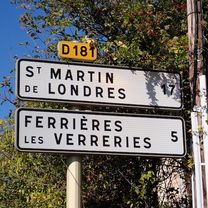 D181
ST MARTIN
DE LONDRES 17
FERRIÈRES
LES VERRERIES 5